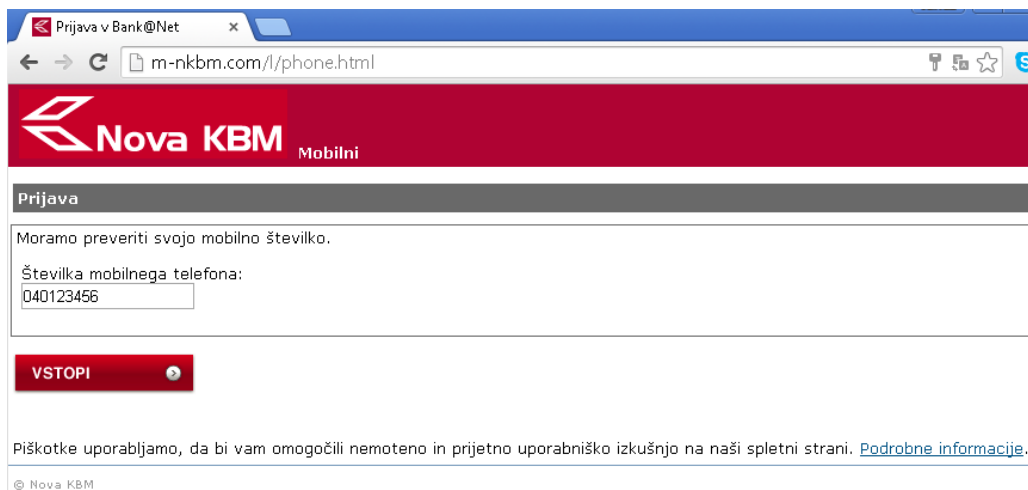 Prijava v Bank@Net
m-nkbm.com/l/phone.html
Nova KBM Mobilni
Prijava
Moramo preveriti svojo mobilno številko.
Številka mobilnega telefona:
040123456
VSTOPI
Piškotke uporabljamo, da bi vam omogočili nemoteno in prijetno uporabniško izkušnjo na naši spletni strani. Podrobne informacije.
© Nova KBM